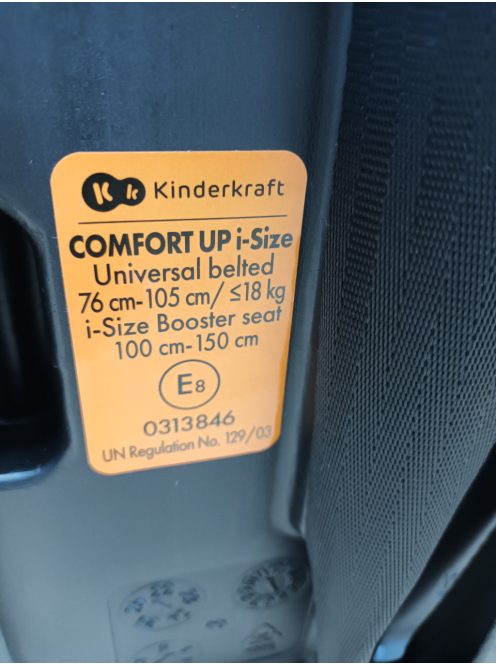 Kk Kinderkraft
COMFORT UP i-Size
Universal belted
76 cm-105 cm/ ≤18 kg
i-Size Booster seat
100 cm-150 cm
E8
0313846
UN Regulation No. 129/03